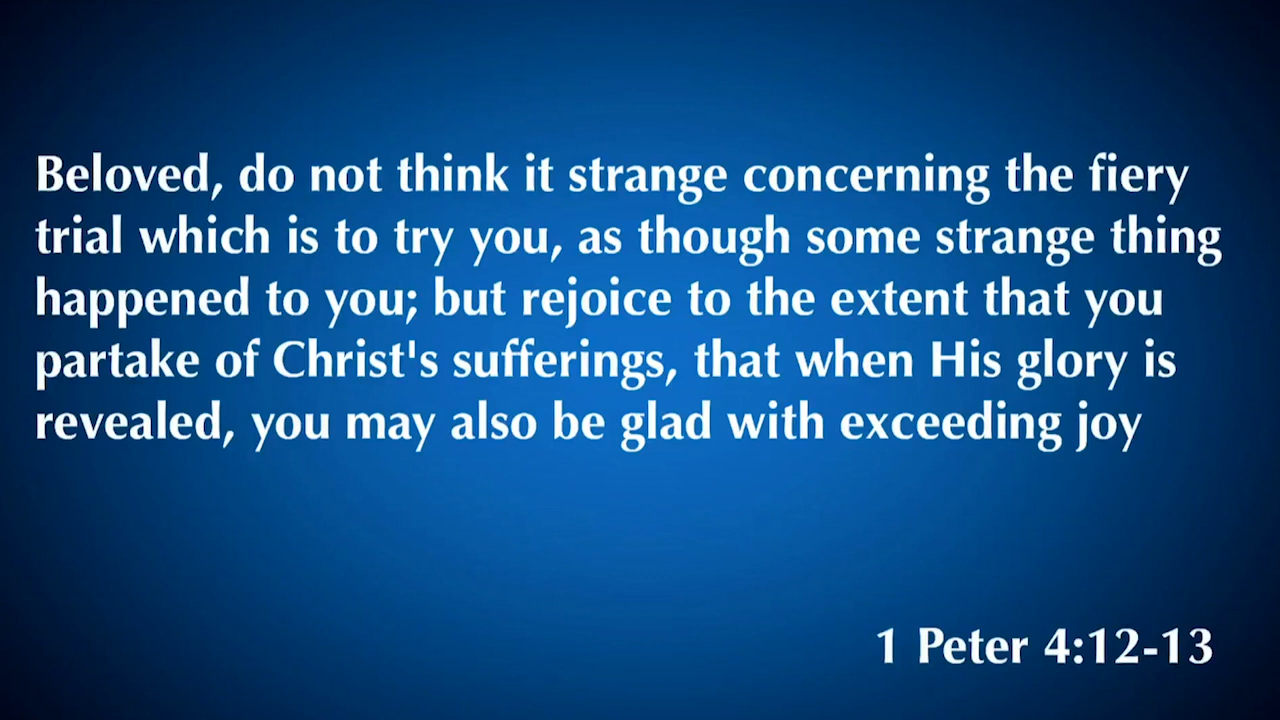 Beloved, do not think it strange concerning the fiery
trial which is to try you, as though some strange thing
happened to you; but rejoice to the extent that you
partake of Christ's sufferings, that when His glory is
revealed, you may also be glad with exceeding joy
1 Peter 4:12-13